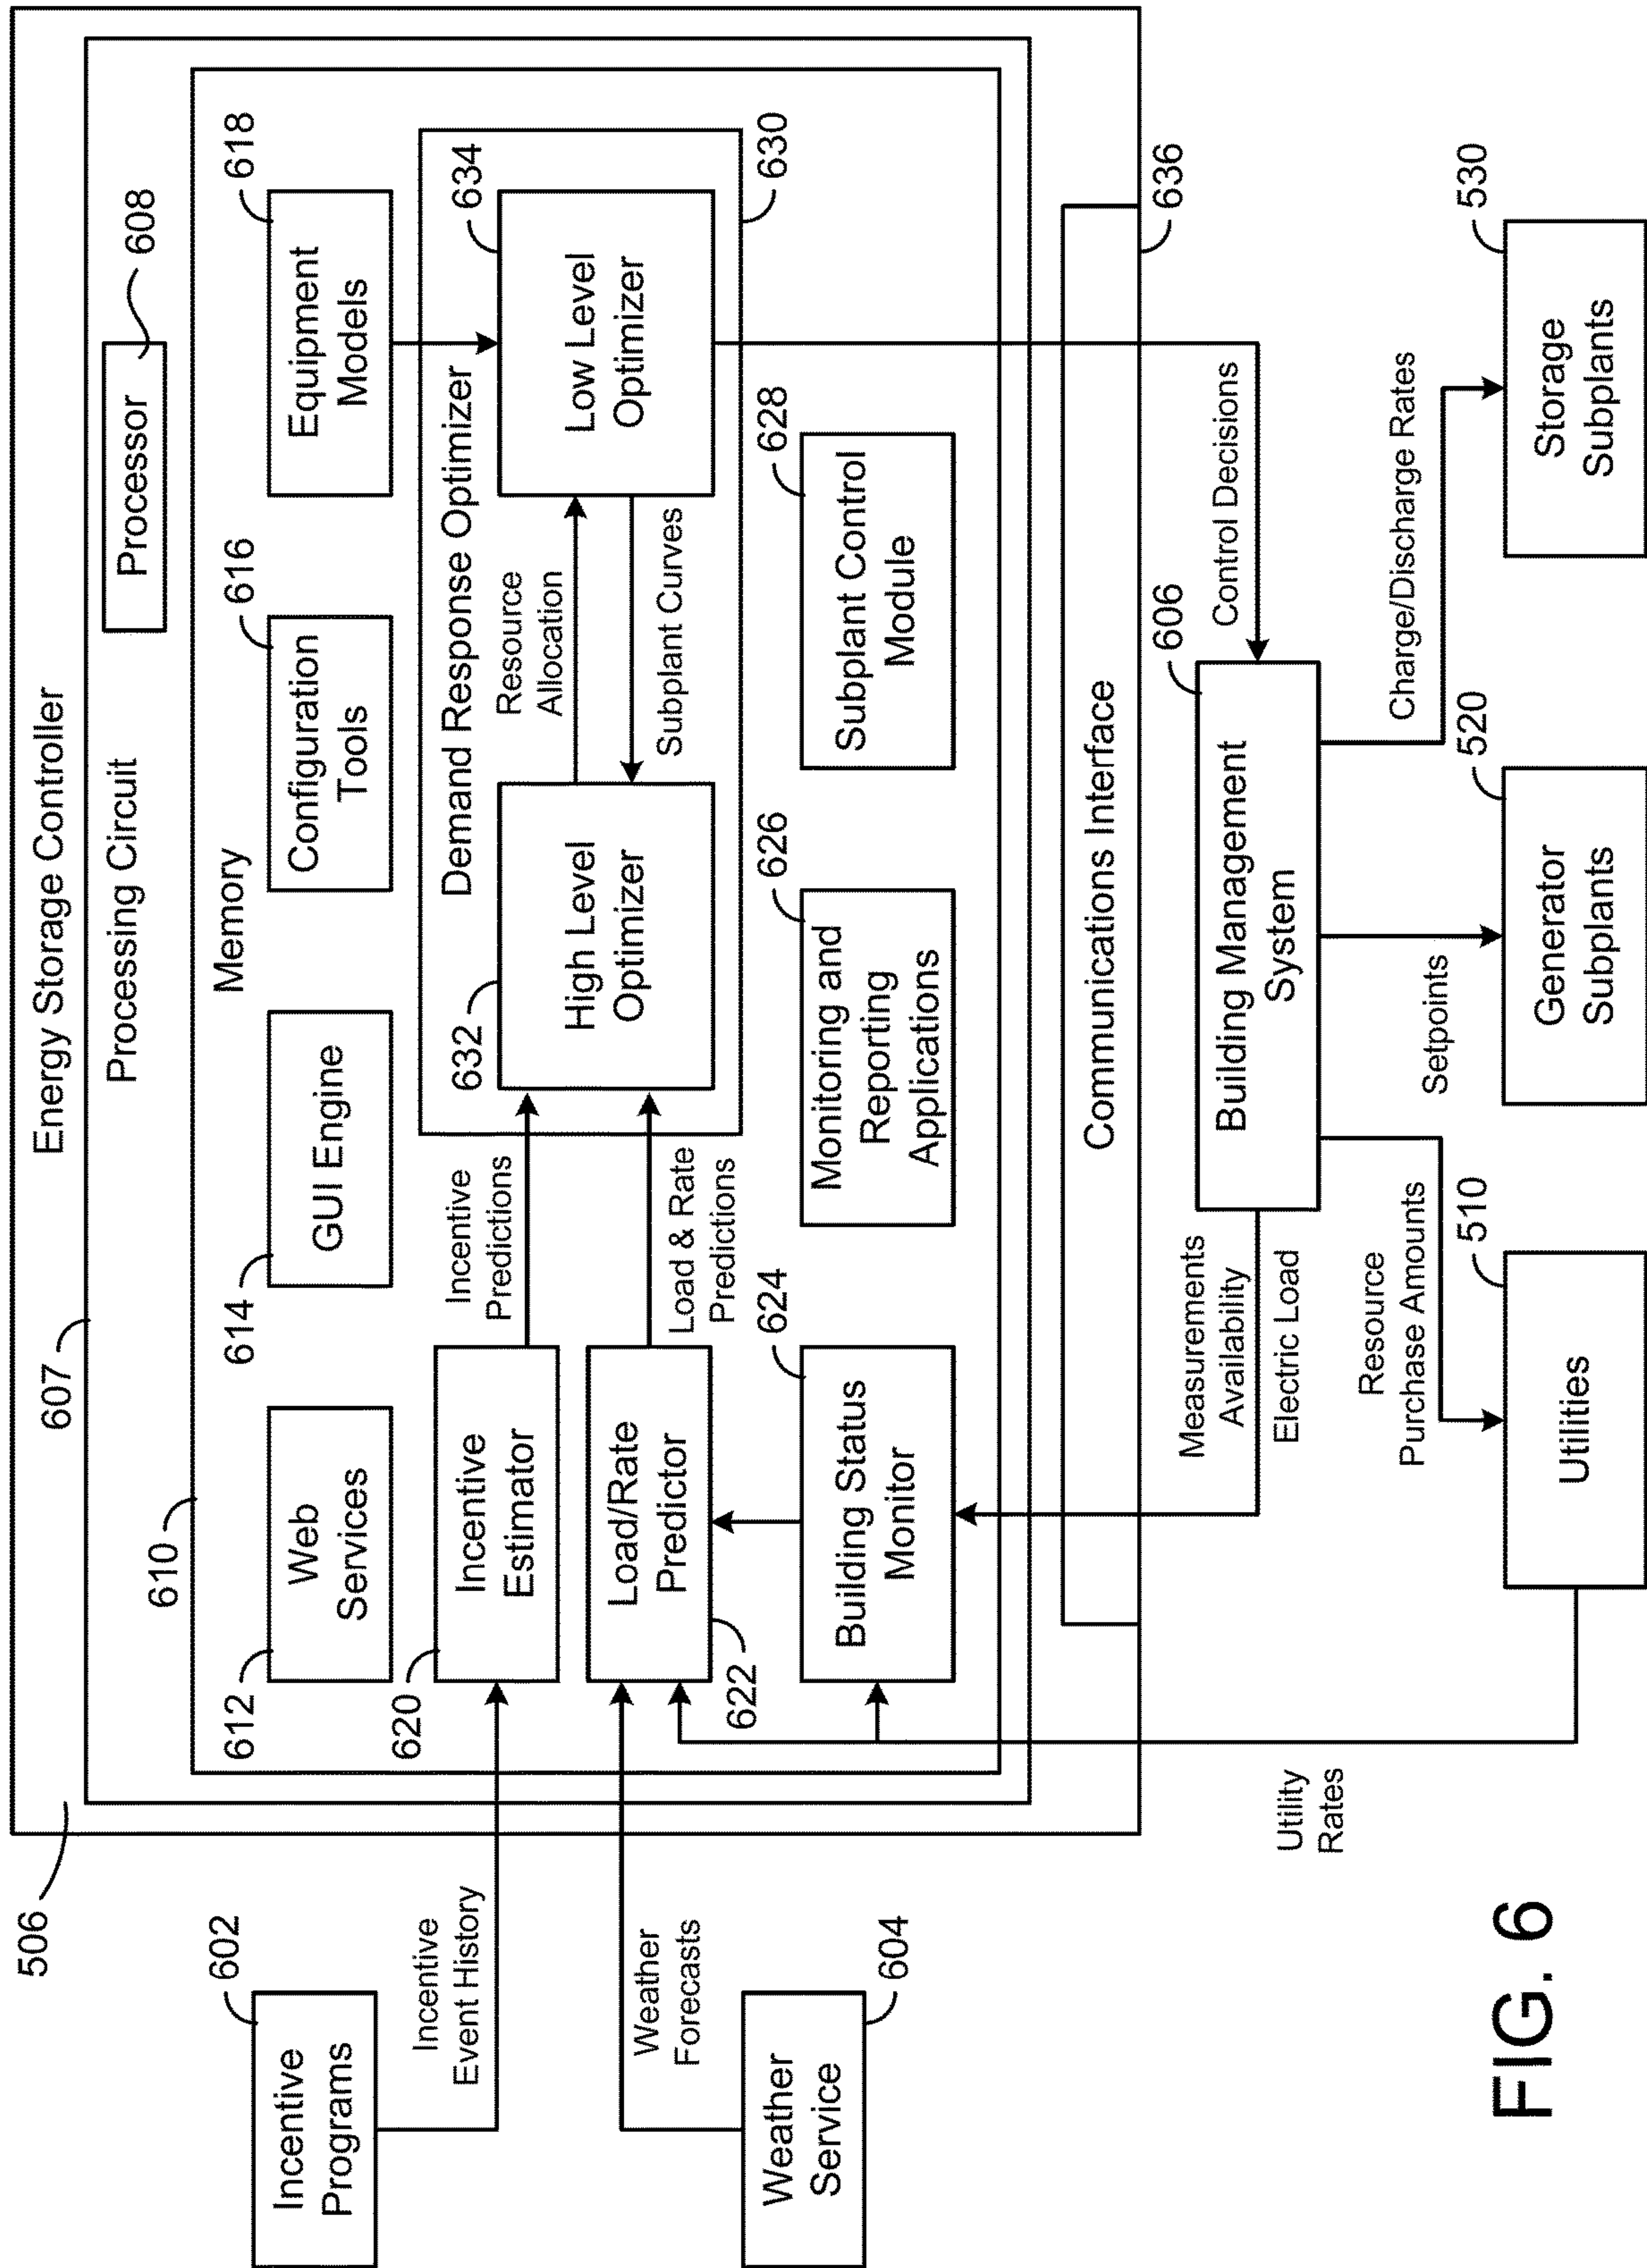 506
Energy Storage Controller
607
Processing Circuit
Processor
608
610
Memory
612
Web
Services
614
GUI Engine
616
Configuration
Tools
618
Equipment
Models
602
Incentive
Programs
Incentive
Event History
620
Incentive
Estimator
Incentive
Predictions
Demand Response Optimizer
632
High Level
Optimizer
Resource
Allocation
Subplant Curves
634
Low Level
Optimizer
630
Weather
Forecasts
604
Weather
Service
Load/Rate
Predictor
622
Load & Rate
Predictions
624
Building Status
Monitor
626
Monitoring and
Reporting
Applications
628
Subplant Control
Module
Communications Interface
636
Measurements
Availability
Electric Load
606
Building Management
System
Control Decisions
Utility
Rates
Resource
Purchase Amounts
Setpoints
Charge/Discharge Rates
510
Utilities
520
Generator
Subplants
530
Storage
Subplants
FIG. 6